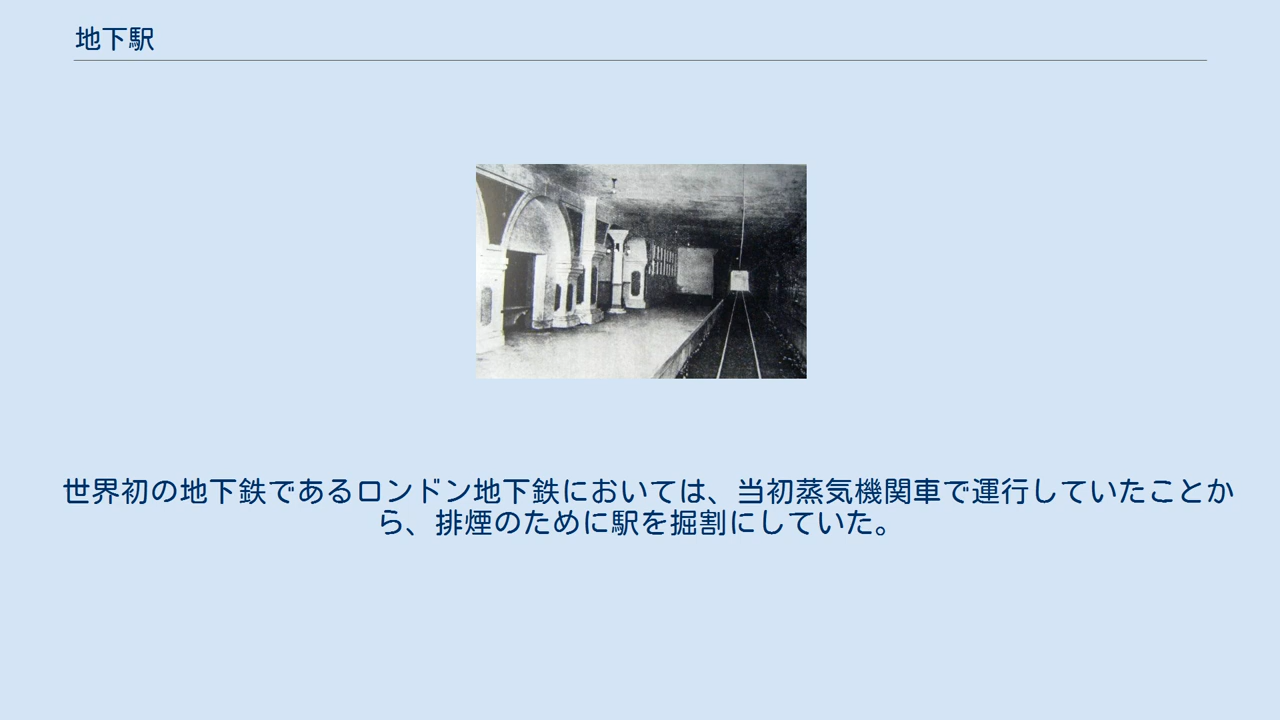 地下駅
世界初の地下鉄であるロンドン地下鉄においては、当初蒸気機関車で運行していたことか
ら、排煙のために駅を掘割にしていた。